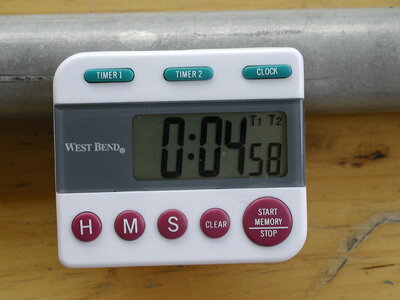 TIMER 1 TIMER 2 CLOCK
WEST BEND® 0:04 58 T1 T2
H M S CLEAR START
MEMORY
STOP